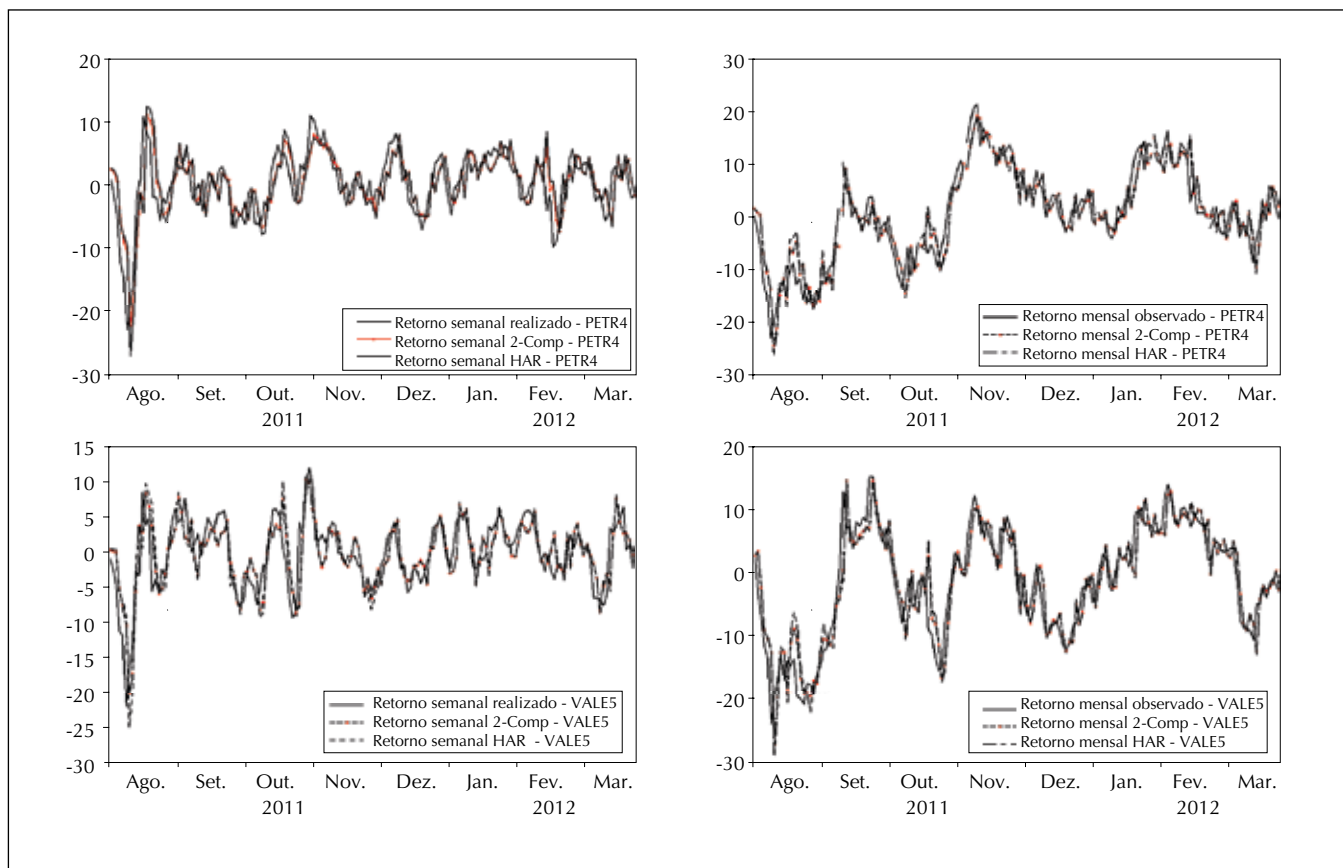 20
10
0
-10
-20
-30
Retorno semanal realizado - PETR4
Retorno semanal 2-Comp - PETR4
Retorno semanal HAR - PETR4
Ago. Set. Out. Nov. Dez. Jan. Fev. Mar.
2011 2012
30
20
10
0
-10
-20
-30
Retorno mensal observado - PETR4
Retorno mensal 2-Comp - PETR4
Retorno mensal HAR - PETR4
Ago. Set. Out. Nov. Dez. Jan. Fev. Mar.
2011 2012
15
10
5
0
-5
-10
-15
-20
-25
-30
Retorno semanal realizado - VALE5
Retorno semanal 2-Comp - VALE5
Retorno semanal HAR - VALE5
Ago. Set. Out. Nov. Dez. Jan. Fev. Mar.
2011 2012
20
10
0
-10
-20
-30
Retorno mensal observado - VALE5
Retorno mensal 2-Comp - VALE5
Retorno mensal HAR - VALE5
Ago. Set. Out. Nov. Dez. Jan. Fev. Mar.
2011 2012